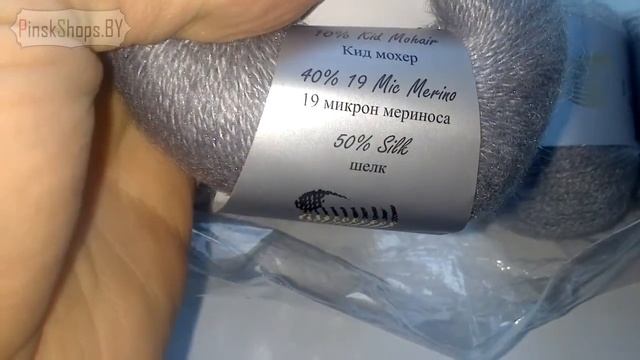 PinskShops.BY
10% Kid Mohair
Кид мохер
40% 19 Mic Merino
19 микрон мериноса
50% Silk
шелк